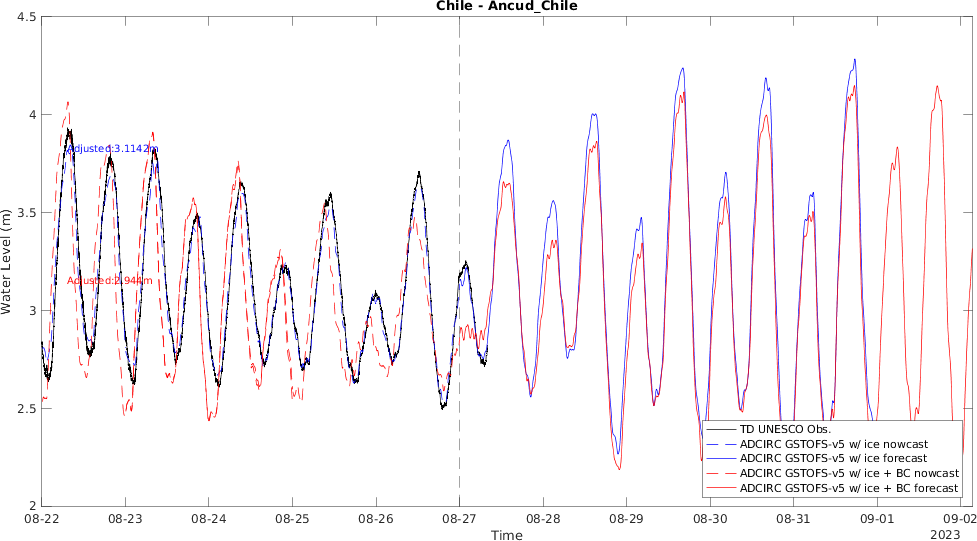 Chile - Ancud_Chile
4.5
4
3.5
3
2.5
2
Water Level (m)
Adjusted:3.1142m
Adjusted:2.944m
TD UNESCO Obs.
ADCIRC GSTOFS-v5 w/ ice nowcast
ADCIRC GSTOFS-v5 w/ ice forecast
ADCIRC GSTOFS-v5 w/ ice + BC nowcast
ADCIRC GSTOFS-v5 w/ ice + BC forecast
08-22 08-23 08-24 08-25 08-26 08-27 08-28 08-29 08-30 08-31 09-01 09-02
Time
2023